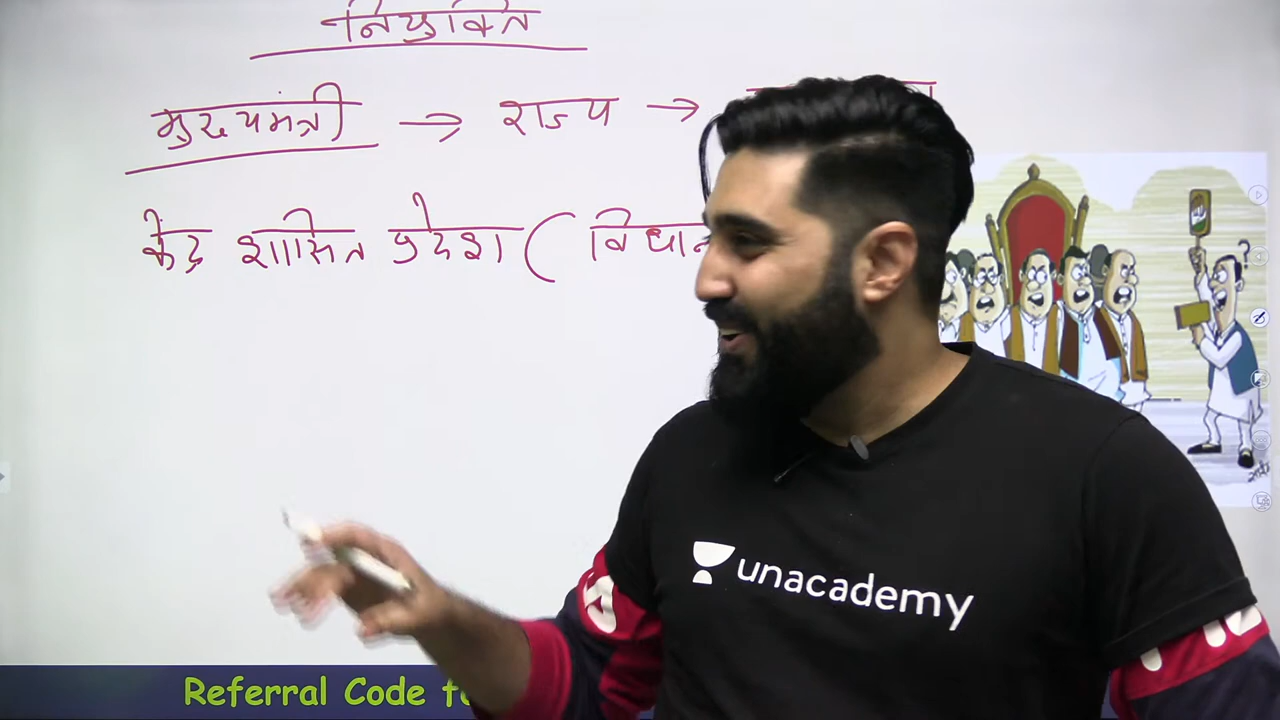 नियुक्ति
मुख्यमंत्री → राज्य →
केंद्र शासित प्रदेश (
unacademy
Referral Code